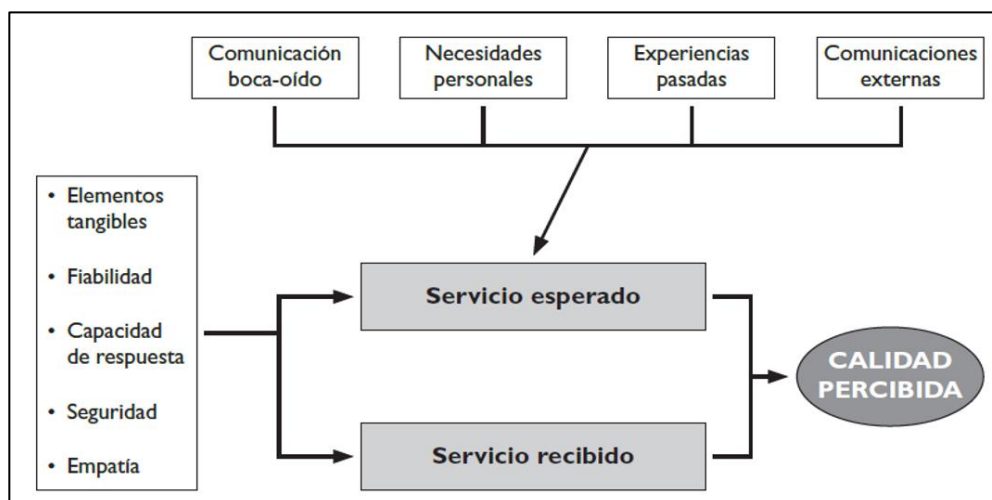 Comunicación
boca-oído
Necesidades
personales
Experiencias
pasadas
Comunicaciones
externas
• Elementos
tangibles
• Fiabilidad
• Capacidad
de respuesta
• Seguridad
• Empatía
Servicio esperado
Servicio recibido
CALIDAD
PERCIBIDA